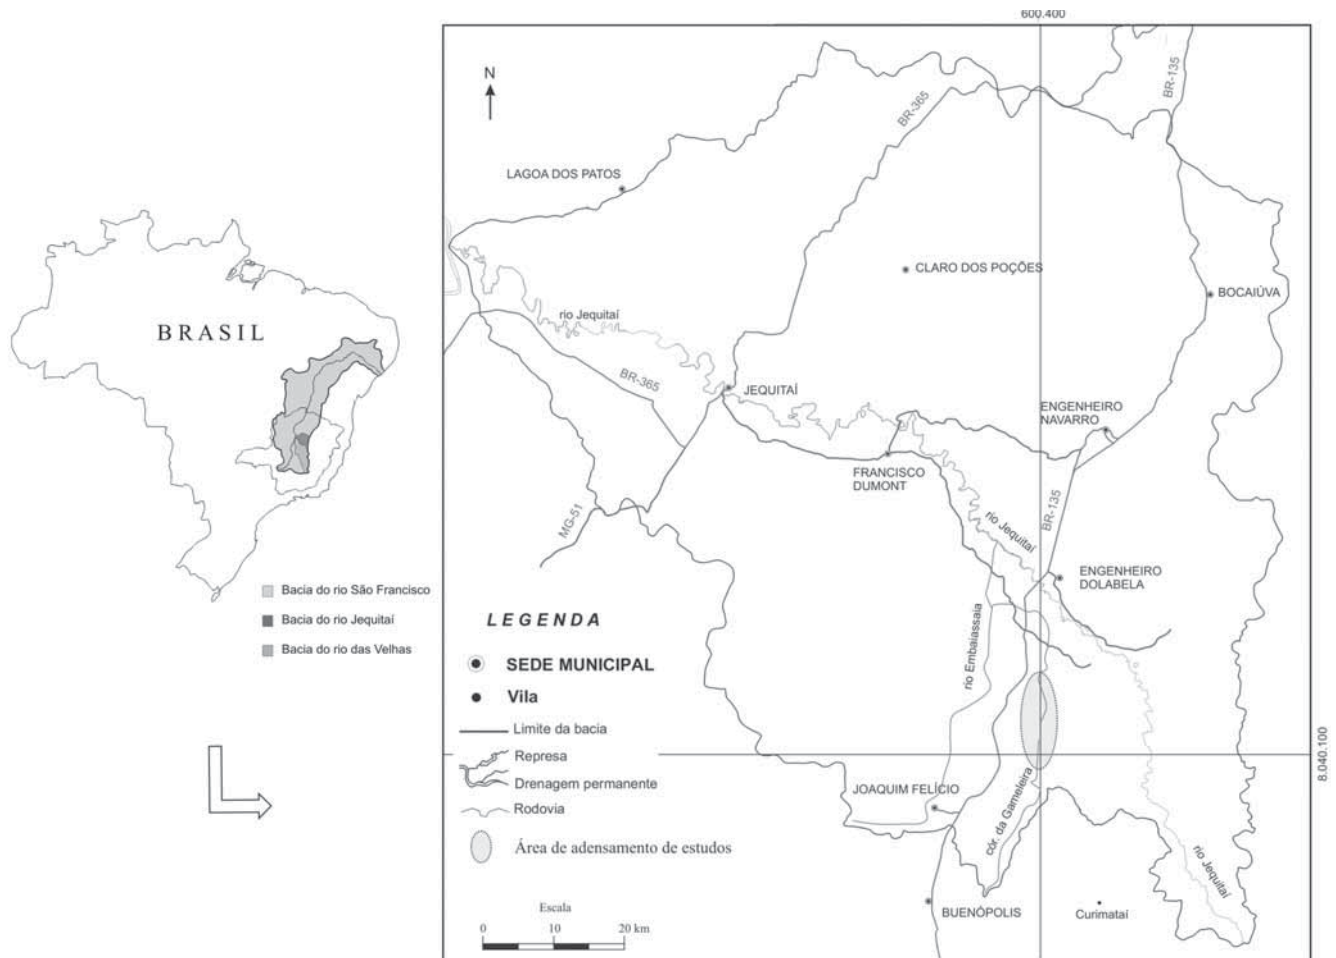 600.400
N
BR-365
BR-135
LAGOA DOS PATOS
CLARO DOS POÇÕES
BOCAIÚVA
rio Jequitaí
BRASIL
BR-365
JEQUITAÍ
ENGENHEIRO
NAVARRO
FRANCISCO
DUMONT
MG-51
BR-135
rio Jequitaí
ENGENHEIRO
DOLABELA
Bacia do rio São Francisco
Bacia do rio Jequitaí
Bacia do rio das Velhas
LEGENDA
SEDE MUNICIPAL
Vila
Limite da bacia
Represa
Drenagem permanente
Rodovia
Área de adensamento de estudos
rio Embaiassaia
8.040.100
JOAQUIM FELÍCIO
cór. da Gameleira
rio Jequitaí
BUENÓPOLIS
Curimataí
Escala
0 10 20 km